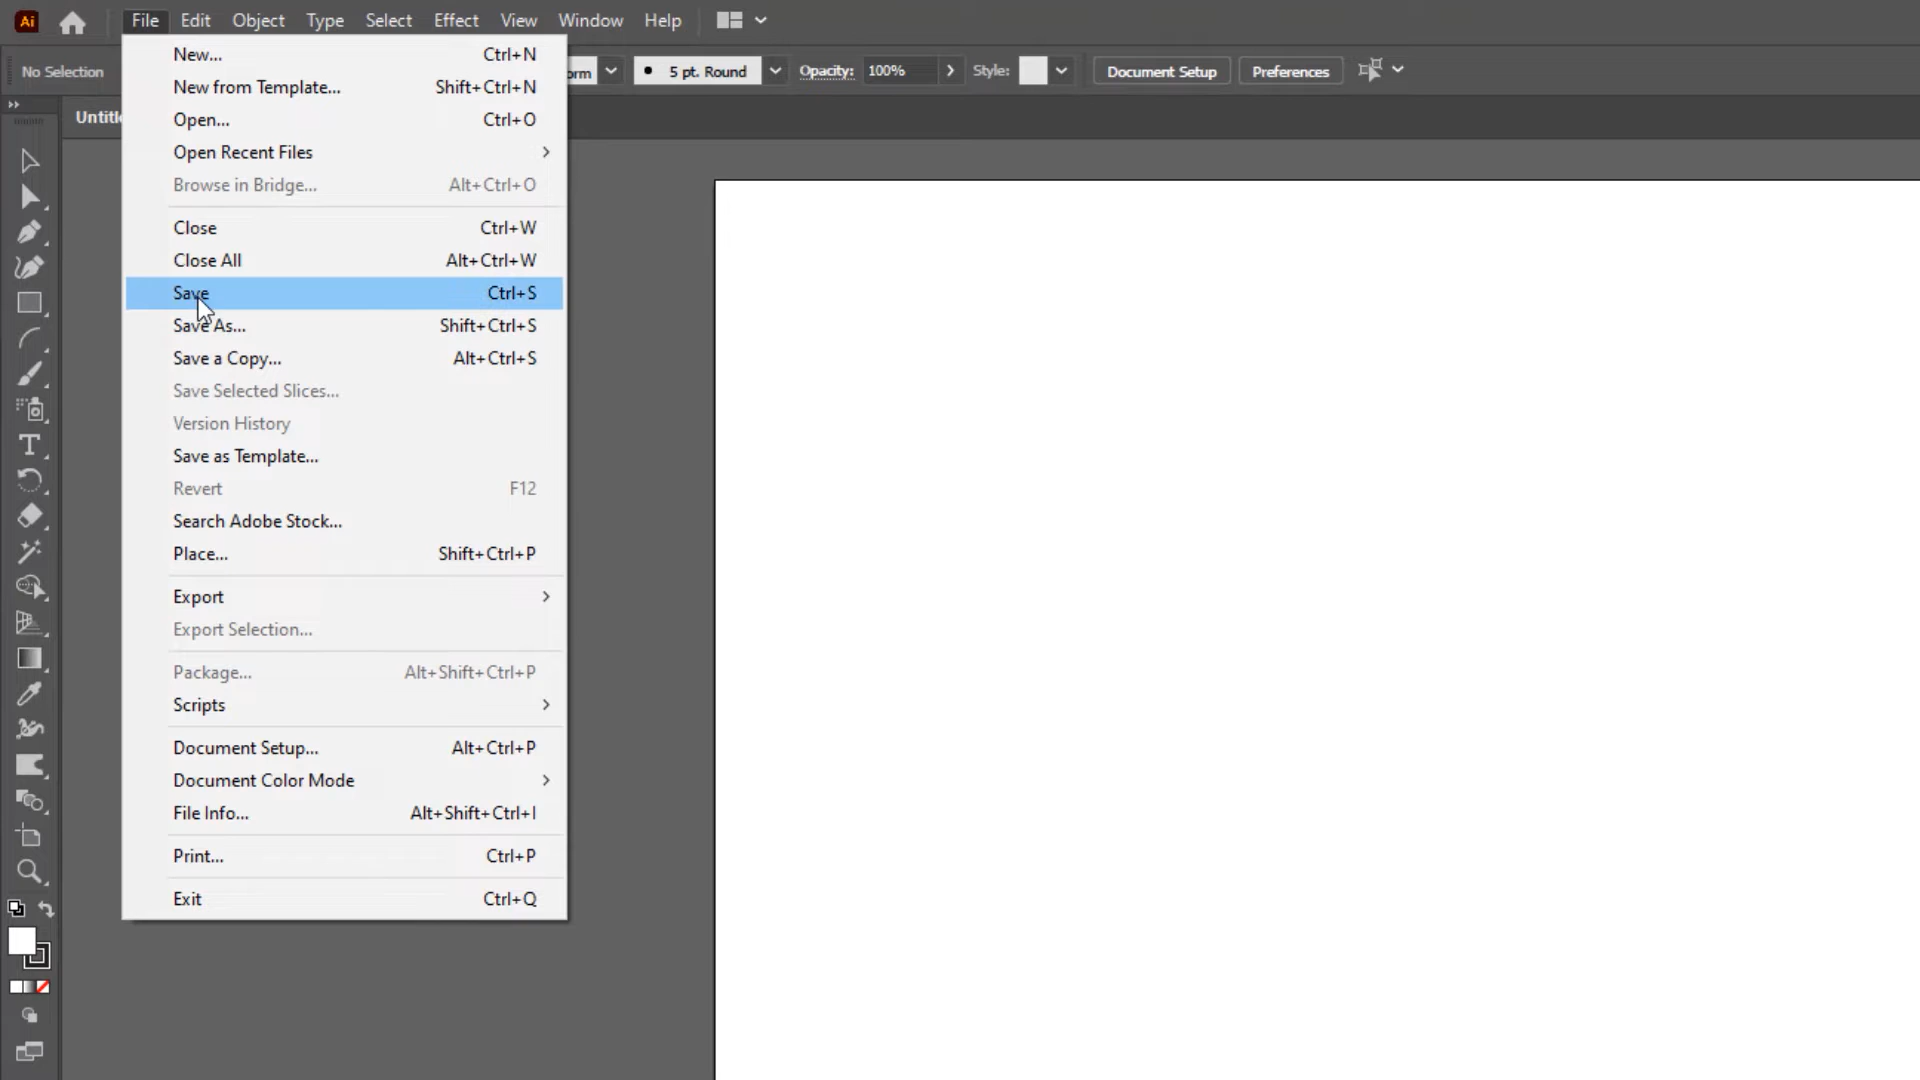 Ai File Edit Object Type Select Effect View Window Help
No Selection 5 pt. Round Opacity: 100% Style: Document Setup Preferences
New... Ctrl+N
New from Template... Shift+Ctrl+N
Open... Ctrl+O
Open Recent Files
Browse in Bridge... Alt+Ctrl+O
Close Ctrl+W
Close All Alt+Ctrl+W
Save Ctrl+S
Save As... Shift+Ctrl+S
Save a Copy... Alt+Ctrl+S
Save Selected Slices...
Version History
Save as Template...
Revert F12
Search Adobe Stock...
Place... Shift+Ctrl+P
Export
Export Selection...
Package... Alt+Shift+Ctrl+P
Scripts
Document Setup... Alt+Ctrl+P
Document Color Mode
File Info... Alt+Shift+Ctrl+I
Print... Ctrl+P
Exit Ctrl+Q